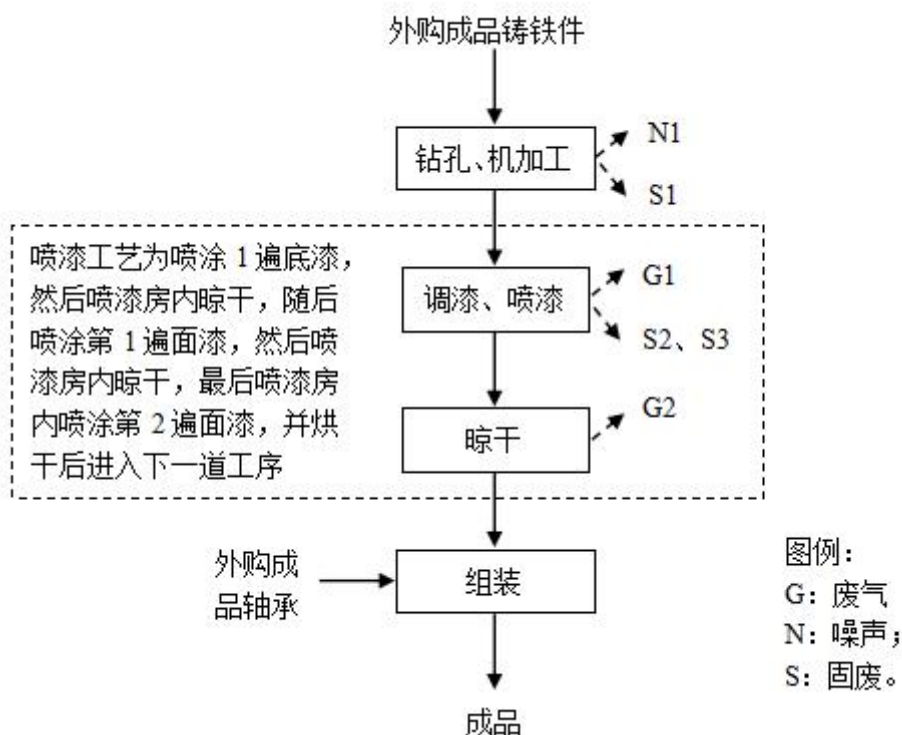 外购成品铸铁件
钻孔、机加工
N1
S1
喷漆工艺为喷涂 1 遍底漆，
然后喷漆房内晾干，随后
喷涂第 1 遍面漆，然后喷
漆房内晾干，最后喷漆房
内喷涂第 2 遍面漆，并烘
干后进入下一道工序
调漆、喷漆
G1
S2、S3
晾干
G2
外购成
品轴承
组装
成品
图例：
G：废气
N：噪声；
S：固废。